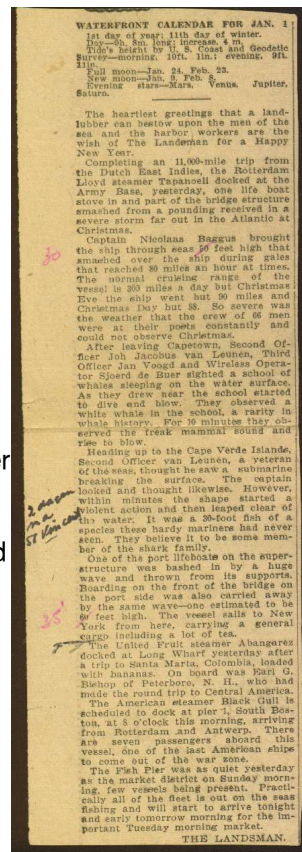 WATERFRONT CALENDAR FOR JAN. 1
1st day of year; 11th day of winter.
Day—9h. 8m. long; increase, 4 m.
Tide's height by U. S. Coast and Geodetic
Survey—morning, 10ft. 1in.; evening, 9ft.
11in.
Full moon—Jan. 24, Feb. 23.
New moon—Jan. 9, Feb. 8.
Evening stars—Mars, Venus, Jupiter,
Saturn.
The heartiest greetings that a land-
lubber can bestow upon the men of the
sea and the harbor workers are the
wish of The Landsman for a Happy
New Year.
Completing an 11,000-mile trip from
the Dutch East Indies, the Rotterdam
Lloyd steamer Tapanoeli docked at the
Army Base, yesterday, one life boat
stove in and part of the bridge structure
smashed from a pounding received in a
severe storm far out in the Atlantic at
Christmas.
Captain Nicolaas Baggus brought
the ship through seas feet high that
smashed over the ship during gales
that reached 80 miles an hour at times.
The normal cruising range of the
vessel is 300 miles a day but Christmas
Eve the ship went but 90 miles and
Christmas Day but 58. So severe was
the weather that the crew of 66 men
were at their posts constantly and
could not observe Christmas.
After leaving Capetown, Second Of-
ficer Joh Jacobus van Leunen, Third
Officer Jan Voogd and Wireless Opera-
tor Sjoerd de Buer sighted a school of
whales sleeping on the water surface.
As they drew near the school started
to dive and blow. They observed a
white whale in the school, a rarity in
whale history. For 10 minutes they ob-
served the freak mammal sound and
rise to blow.
Heading up to the Cape Verde Islands,
Second Officer van Leunen, a veteran
of the seas, thought he saw a submarine
breaking the surface. The captain
looked and thought likewise. However,
within minutes the shape started a
violent action and then leaped clear of
the water. It was a 30-foot fish of a
species these hardy mariners had never
seen. They believe it to be some mem-
ber of the shark family.
One of the port lifeboats on the super-
structure was bashed in by a huge
wave and thrown from its supports.
Boarding on the front of the bridge on
the port side was also carried away
by the same wave—one estimated to be
feet high. The vessel sails to New
York from here, carrying a general
cargo including a lot of tea.
The United Fruit steamer Abangarez
docked at Long Wharf yesterday after
a trip to Santa Marta, Colombia, loaded
with bananas. On board was Earl G.
Bishop of Peterboro, N. H., who had
made the round trip to Central America.
The American steamer Black Gull is
scheduled to dock at pier 7, South Bos-
ton, at 8 o'clock this morning, arriving
from Rotterdam and Antwerp. There
are seven passengers aboard this
vessel, one of the last American ships
to come out of the war zone.
The Fish Pier was as quiet yesterday
as the market district on Sunday morn-
ing, few vessels being present. Practi-
cally all of the fleet is out on the seas
fishing and will start to arrive tonight
and early tomorrow morning for the im-
portant Tuesday morning market.
THE LANDSMAN.
30
2 dagen
na
St Vincent
35'
er
d